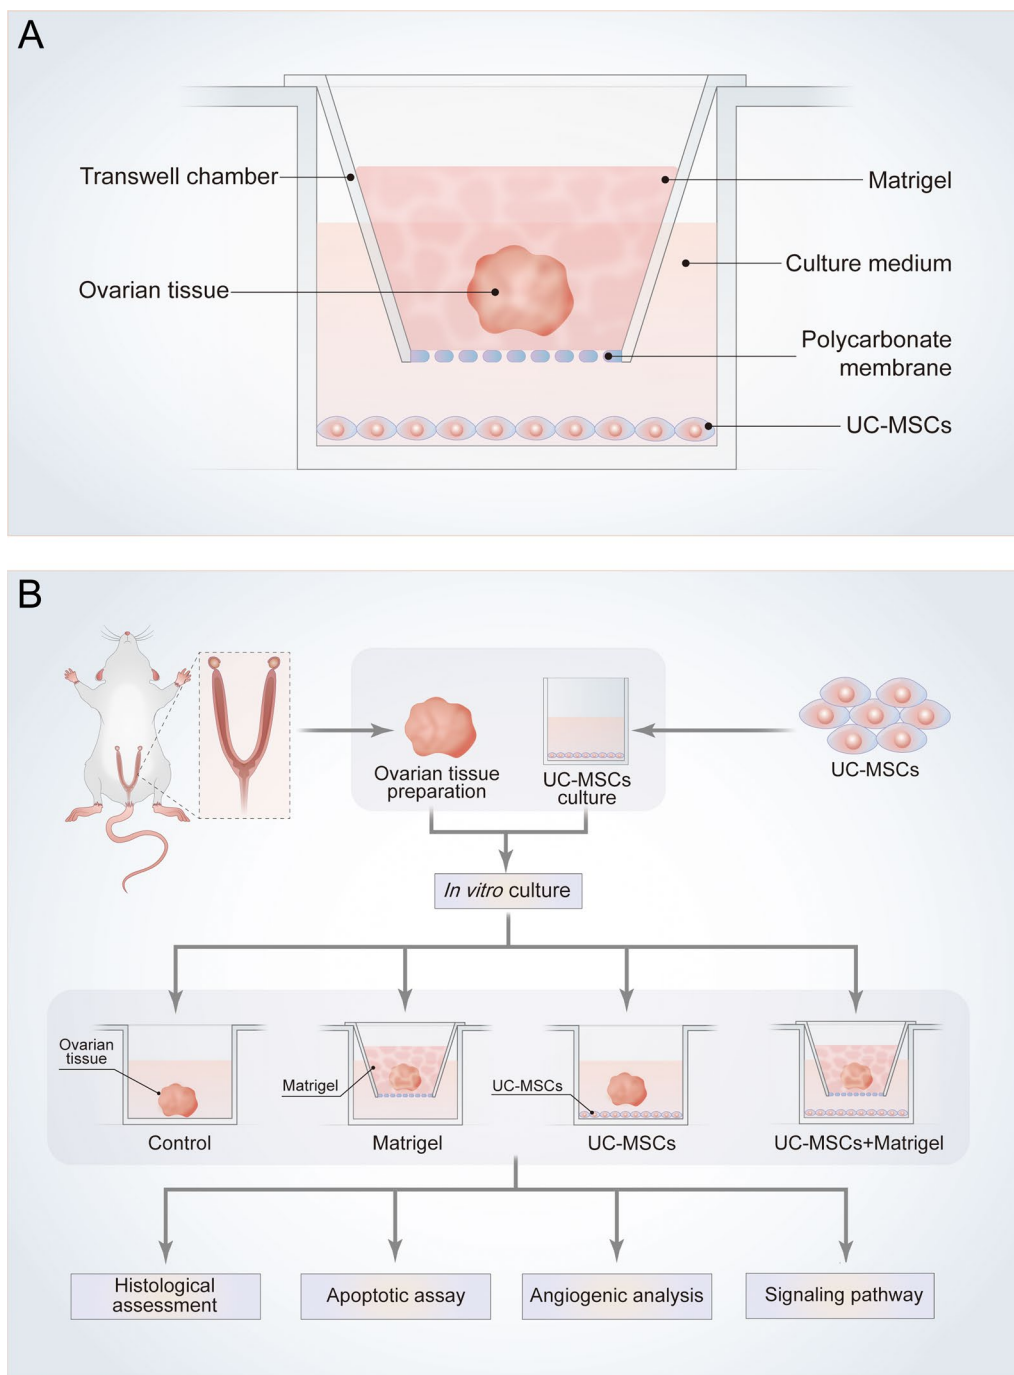 A
Transwell chamber
Matrigel
Culture medium
Ovarian tissue
Polycarbonate
membrane
UC-MSCs
B
Ovarian tissue
preparation
UC-MSCs
culture
UC-MSCs
In vitro culture
Ovarian
tissue
Matrigel
UC-MSCs
Control
Matrigel
UC-MSCs
UC-MSCs+Matrigel
Histological
assessment
Apoptotic assay
Angiogenic analysis
Signaling pathway